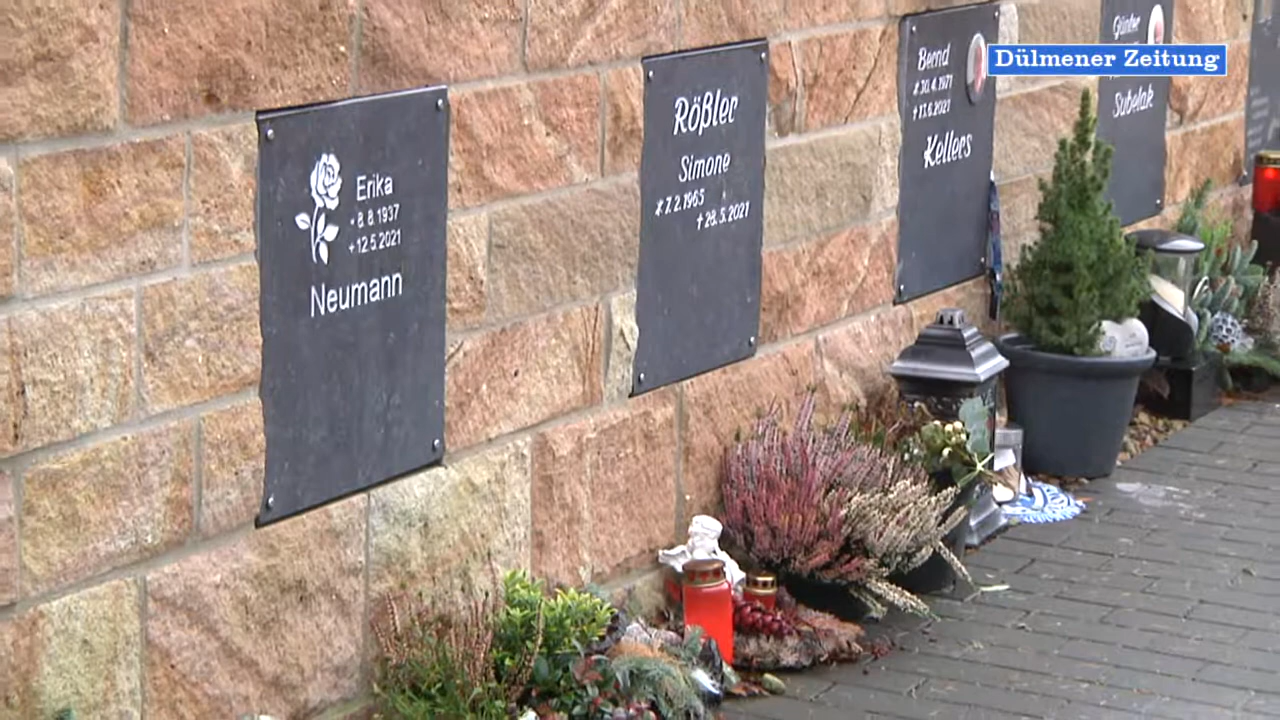 Erika
* 8. 8. 1937
+ 12. 5. 2021
Neumann
Rößler
Simone
* 7. 2. 1965
† 28. 5. 2021
Bernd
* 30. 4. 1971
† 17. 6. 2021
Kellers
Günter
Subelak
Dülmener Zeitung